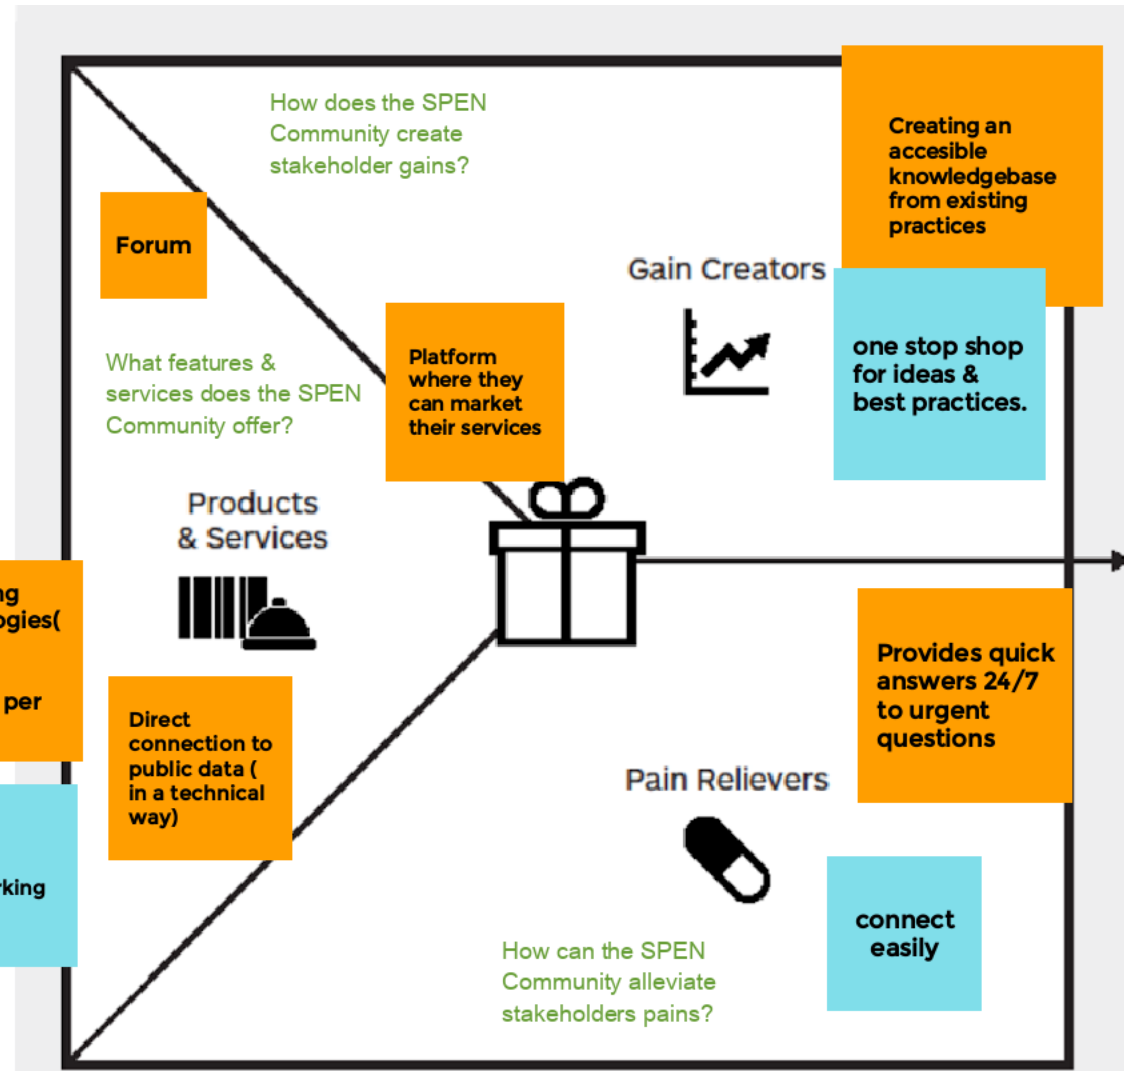 How does the SPEN
Community create
stakeholder gains?
Creating an
accesible
knowledgebase
from existing
practices
Forum
Gain Creators
Platform
where they
can market
their services
one stop shop
for ideas &
best practices.
What features &
services does the SPEN
Community offer?
Products
& Services
per
Direct
connection to
public data (
in a technical
way)
Provides quick
answers 24/7
to urgent
questions
Pain Relievers
connect
easily
How can the SPEN
Community alleviate
stakeholders pains?